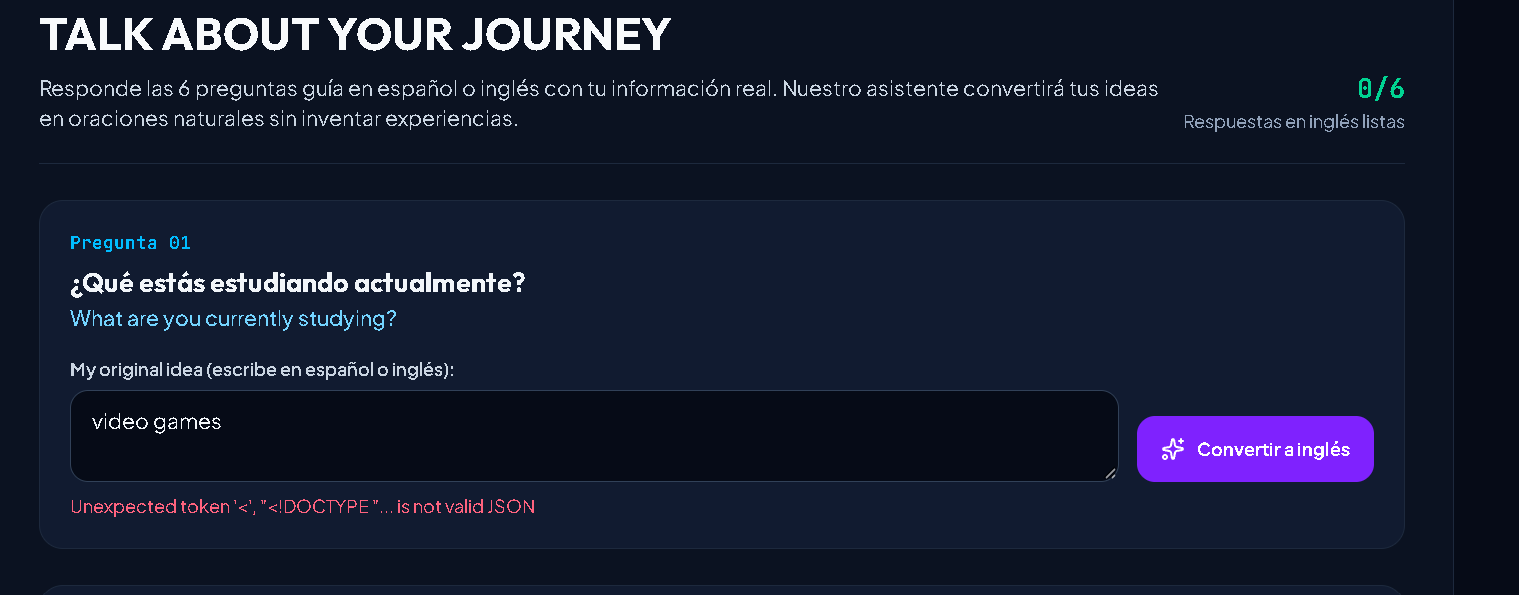 TALK ABOUT YOUR JOURNEY
Responde las 6 preguntas guía en español o inglés con tu información real. Nuestro asistente convertirá tus ideas
en oraciones naturales sin inventar experiencias.
0/6
Respuestas en inglés listas
Pregunta 01
¿Qué estás estudiando actualmente?
What are you currently studying?
My original idea (escribe en español o inglés):
video games
Convertir a inglés
Unexpected token '<', "<!DOCTYPE "... is not valid JSON